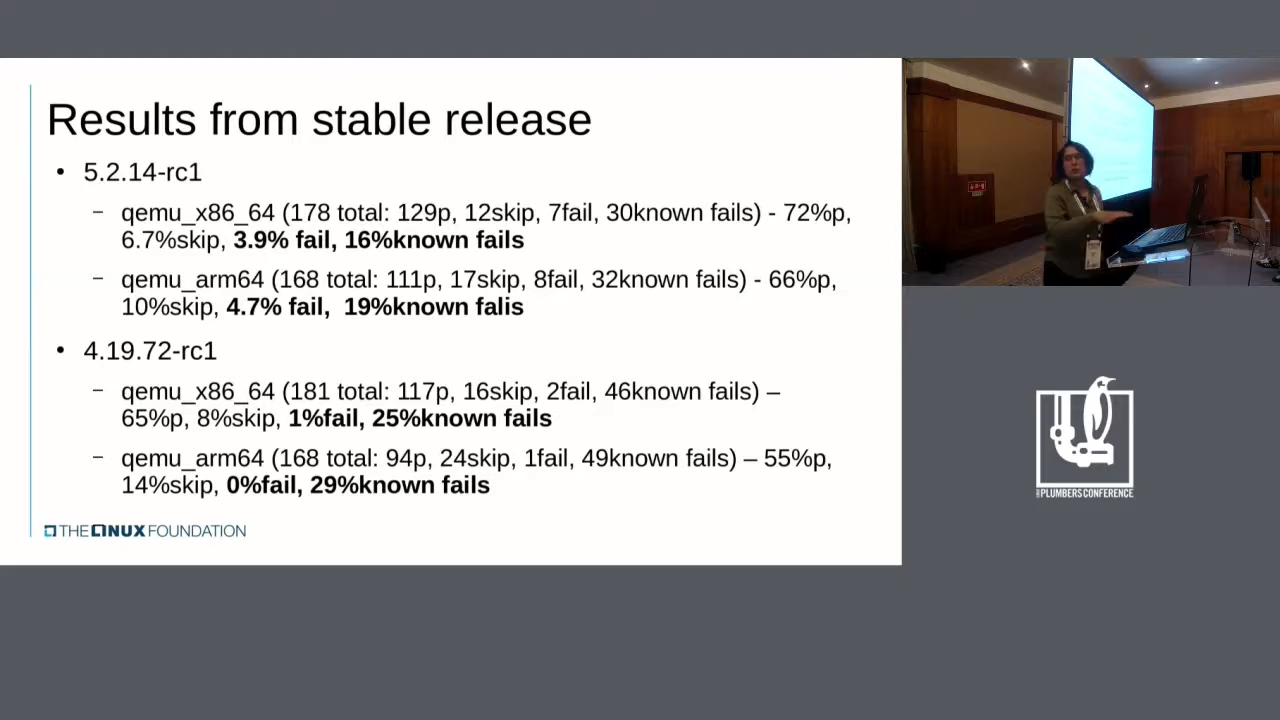 Results from stable release
• 5.2.14-rc1
– qemu_x86_64 (178 total: 129p, 12skip, 7fail, 30known fails) - 72%p,
6.7%skip, 3.9% fail, 16%known fails
– qemu_arm64 (168 total: 111p, 17skip, 8fail, 32known fails) - 66%p,
10%skip, 4.7% fail, 19%known falis
• 4.19.72-rc1
– qemu_x86_64 (181 total: 117p, 16skip, 2fail, 46known fails) –
65%p, 8%skip, 1%fail, 25%known fails
– qemu_arm64 (168 total: 94p, 24skip, 1fail, 49known fails) – 55%p,
14%skip, 0%fail, 29%known fails
THE LINUX FOUNDATION
PLUMBERS CONFERENCE